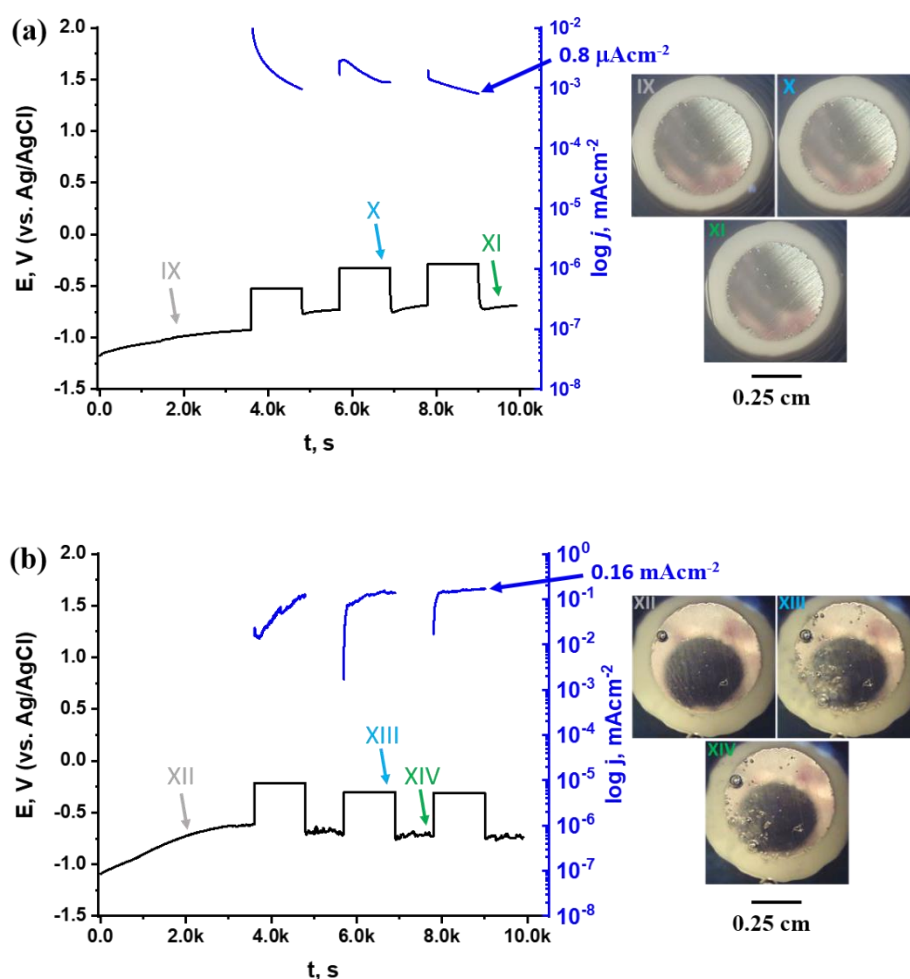 (a)
2.0
1.5
1.0
0.5
0.0
-0.5
-1.0
-1.5
E, V (vs. Ag/AgCl)
0.0
2.0k
4.0k
6.0k
8.0k
10.0k
t, s
10⁻²
10⁻³
10⁻⁴
10⁻⁵
10⁻⁶
10⁻⁷
10⁻⁸
log j, mAcm⁻²
0.8 μAcm⁻²
IX
X
XI
IX
X
XI
0.25 cm
(b)
2.0
1.5
1.0
0.5
0.0
-0.5
-1.0
-1.5
E, V (vs. Ag/AgCl)
0.0
2.0k
4.0k
6.0k
8.0k
10.0k
t, s
10⁰
10⁻¹
10⁻²
10⁻³
10⁻⁴
10⁻⁵
10⁻⁶
10⁻⁷
10⁻⁸
log j, mAcm⁻²
0.16 mAcm⁻²
XII
XIII
XIV
XII
XIII
XIV
0.25 cm